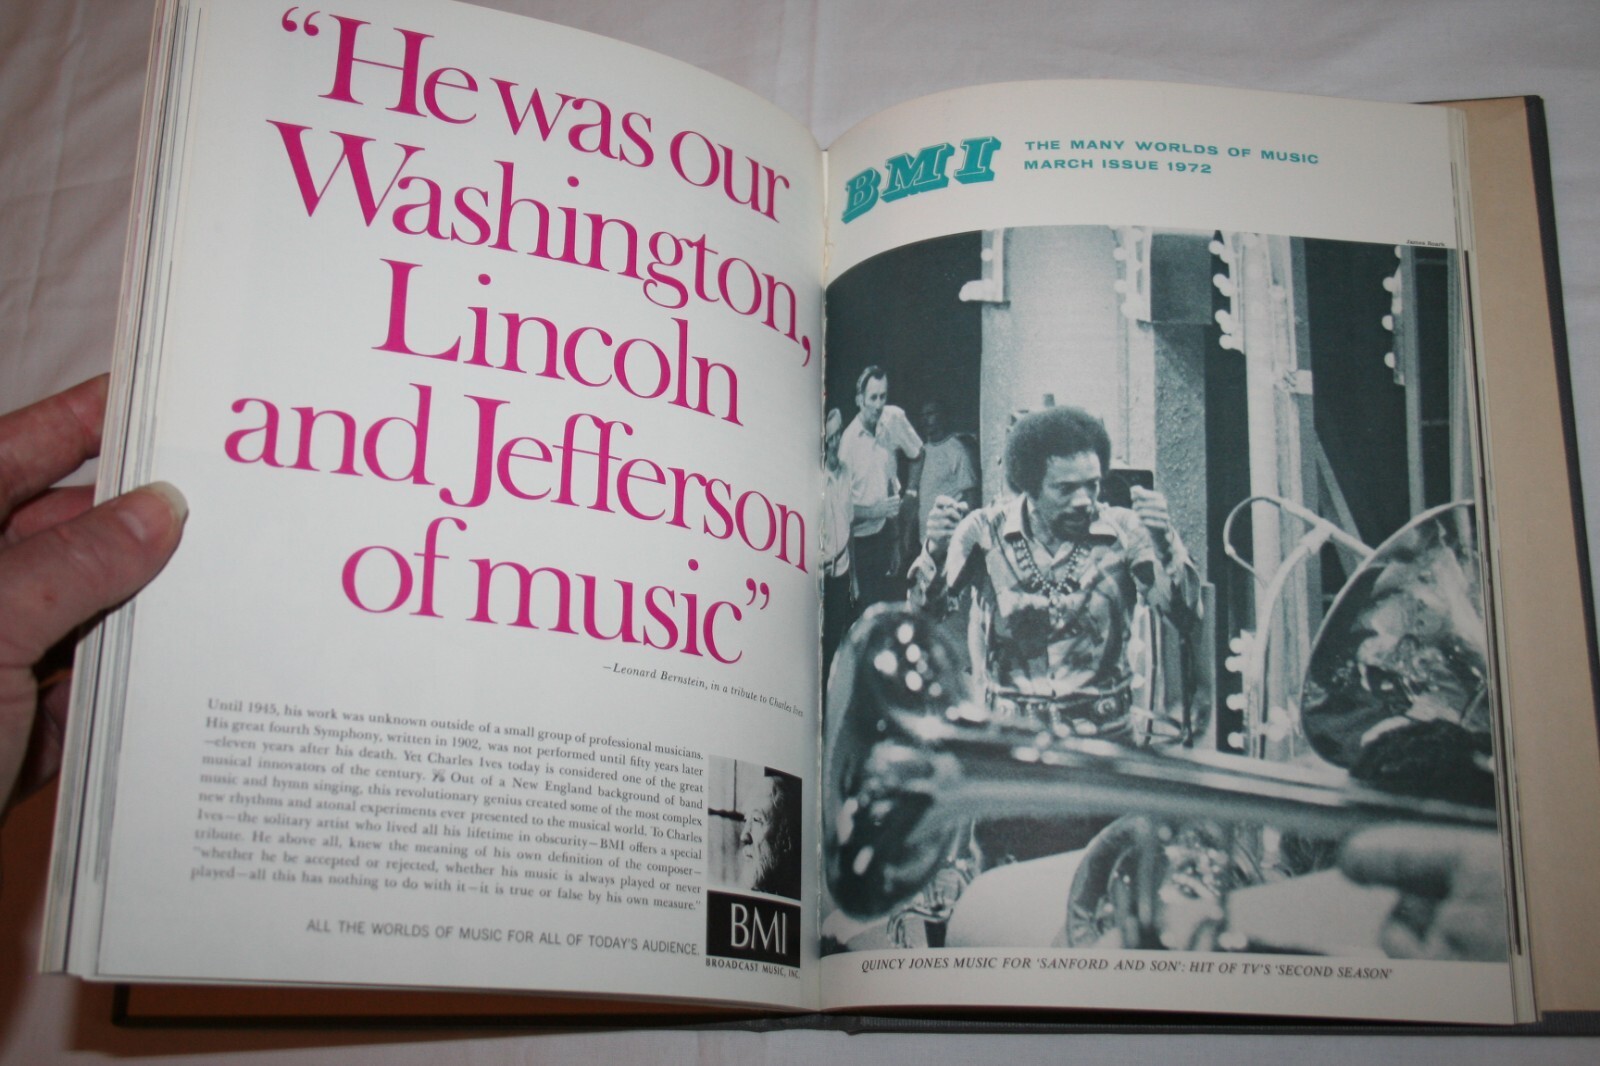 “He was our
Washington,
Lincoln
and Jefferson
of music”
—Leonard Bernstein, in a tribute to Charles Ives
Until 1945, his work was unknown outside of a small group of professional musicians.
His great fourth Symphony, written in 1902, was not performed until fifty years later
—eleven years after his death. Yet Charles Ives today is considered one of the great
musical innovators of the century. Out of a New England background of band
music and hymn singing, this revolutionary genius created some of the most complex
new rhythms and atonal experiments ever presented to the musical world. To Charles
Ives—the solitary artist who lived all his lifetime in obscurity—BMI offers a special
tribute. He above all, knew the meaning of his own definition of the composer—
“whether he be accepted or rejected, whether his music is always played or never
played—all this has nothing to do with it—it is true or false by his own measure.”
ALL THE WORLDS OF MUSIC FOR ALL OF TODAY'S AUDIENCE.
BMI
BROADCAST MUSIC, INC.
BMI
THE MANY WORLDS OF MUSIC
MARCH ISSUE 1972
QUINCY JONES MUSIC FOR ‘SANFORD AND SON’: HIT OF TV’S ‘SECOND SEASON’